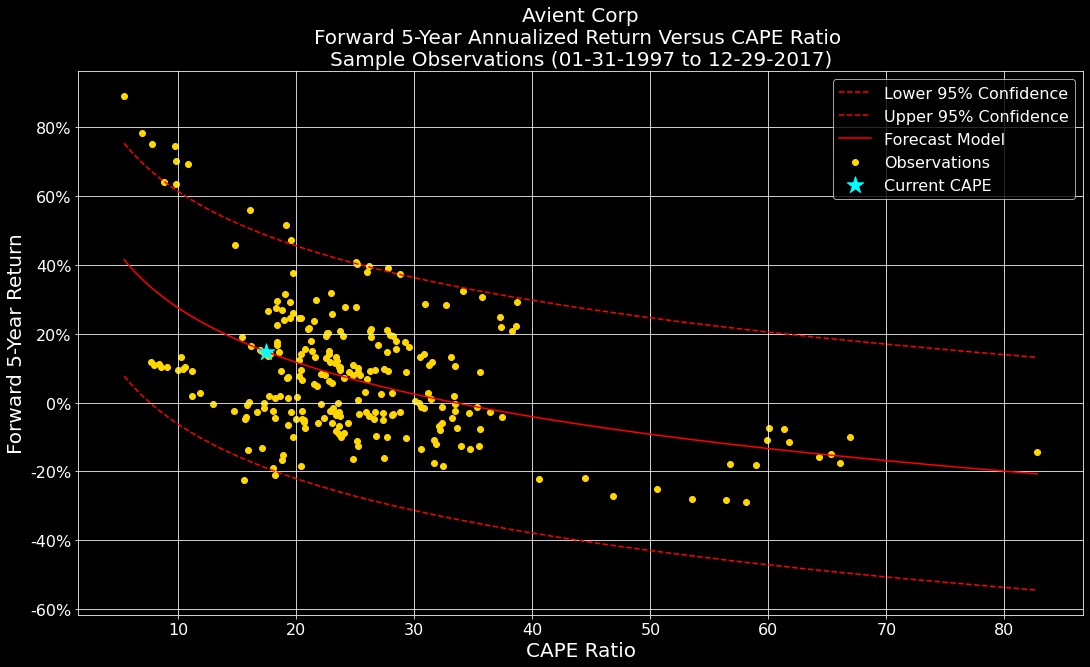 Avient Corp
Forward 5-Year Annualized Return Versus CAPE Ratio
Sample Observations (01-31-1997 to 12-29-2017)
Lower 95% Confidence
Upper 95% Confidence
Forecast Model
Observations
Current CAPE
Forward 5-Year Return
80%
60%
40%
20%
0%
-20%
-40%
-60%
10 20 30 40 50 60 70 80
CAPE Ratio